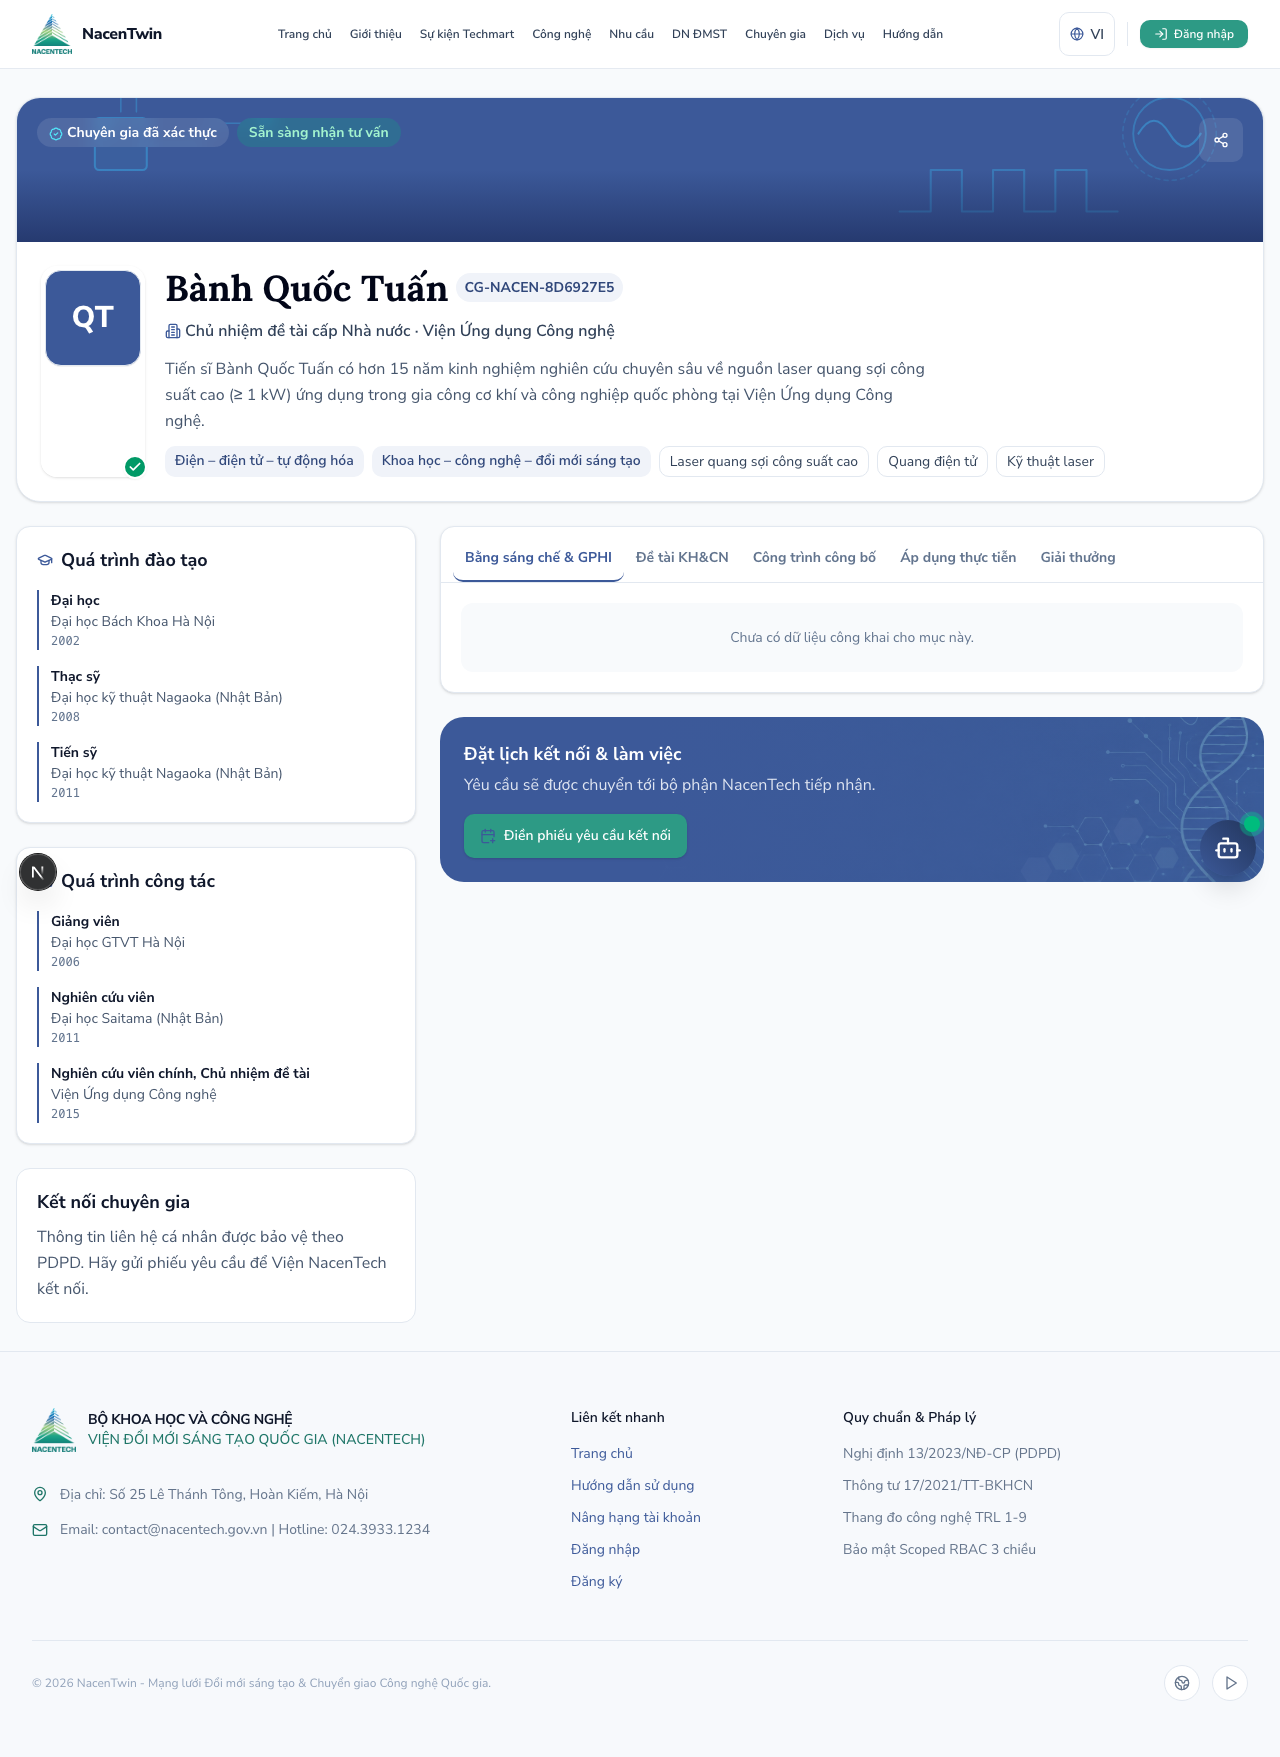 NACENTECH
NacenTwin
Trang chủ
Giới thiệu
Sự kiện Techmart
Công nghệ
Nhu cầu
DN ĐMST
Chuyên gia
Dịch vụ
Hướng dẫn
VI
Đăng nhập
Chuyên gia đã xác thực
Sẵn sàng nhận tư vấn
QT
Bành Quốc Tuấn
CG-NACEN-8D6927E5
Chủ nhiệm đề tài cấp Nhà nước · Viện Ứng dụng Công nghệ
Tiến sĩ Bành Quốc Tuấn có hơn 15 năm kinh nghiệm nghiên cứu chuyên sâu về nguồn laser quang sợi công
suất cao (≥ 1 kW) ứng dụng trong gia công cơ khí và công nghiệp quốc phòng tại Viện Ứng dụng Công
nghệ.
Điện – điện tử – tự động hóa
Khoa học – công nghệ – đổi mới sáng tạo
Laser quang sợi công suất cao
Quang điện tử
Kỹ thuật laser
Quá trình đào tạo
Đại học
Đại học Bách Khoa Hà Nội
2002
Thạc sỹ
Đại học kỹ thuật Nagaoka (Nhật Bản)
2008
Tiến sỹ
Đại học kỹ thuật Nagaoka (Nhật Bản)
2011
N
Quá trình công tác
Giảng viên
Đại học GTVT Hà Nội
2006
Nghiên cứu viên
Đại học Saitama (Nhật Bản)
2011
Nghiên cứu viên chính, Chủ nhiệm đề tài
Viện Ứng dụng Công nghệ
2015
Kết nối chuyên gia
Thông tin liên hệ cá nhân được bảo vệ theo
PDPD. Hãy gửi phiếu yêu cầu để Viện NacenTech
kết nối.
Bằng sáng chế & GPHI
Đề tài KH&CN
Công trình công bố
Áp dụng thực tiễn
Giải thưởng
Chưa có dữ liệu công khai cho mục này.
Đặt lịch kết nối & làm việc
Yêu cầu sẽ được chuyển tới bộ phận NacenTech tiếp nhận.
Điền phiếu yêu cầu kết nối
NACENTECH
BỘ KHOA HỌC VÀ CÔNG NGHỆ
VIỆN ĐỔI MỚI SÁNG TẠO QUỐC GIA (NACENTECH)
Địa chỉ: Số 25 Lê Thánh Tông, Hoàn Kiếm, Hà Nội
Email: contact@nacentech.gov.vn | Hotline: 024.3933.1234
Liên kết nhanh
Trang chủ
Hướng dẫn sử dụng
Nâng hạng tài khoản
Đăng nhập
Đăng ký
Quy chuẩn & Pháp lý
Nghị định 13/2023/NĐ-CP (PDPD)
Thông tư 17/2021/TT-BKHCN
Thang đo công nghệ TRL 1-9
Bảo mật Scoped RBAC 3 chiều
© 2026 NacenTwin - Mạng lưới Đổi mới sáng tạo & Chuyển giao Công nghệ Quốc gia.